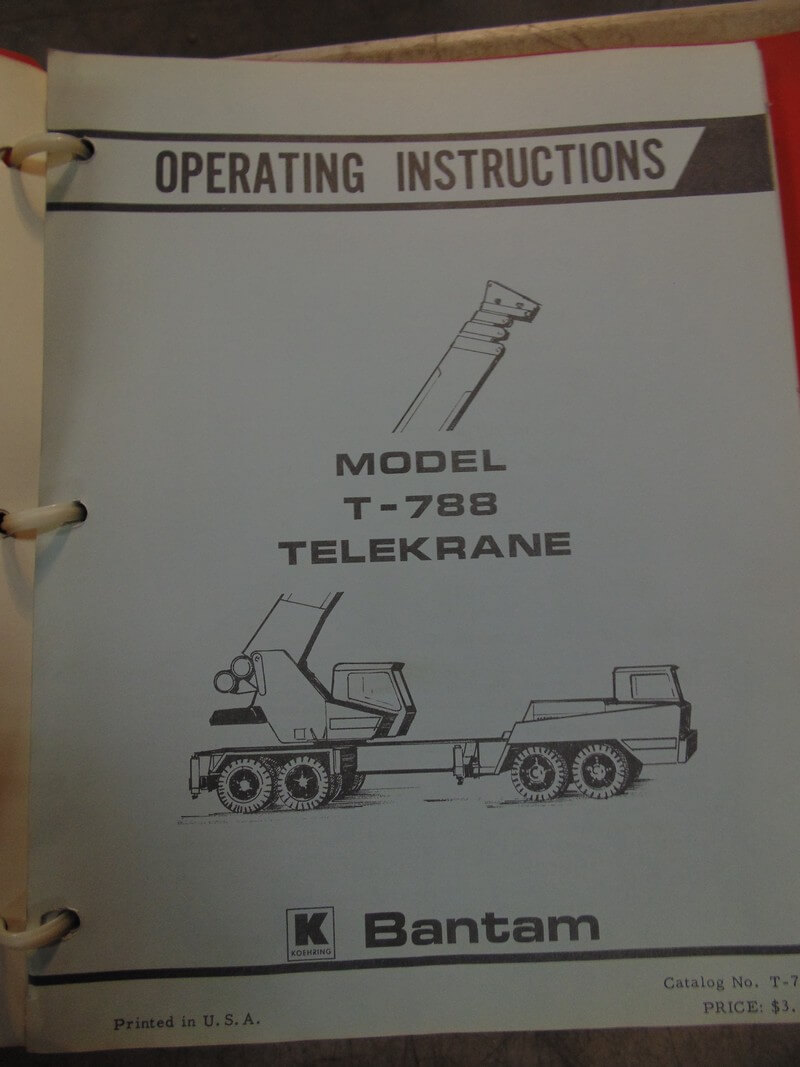 OPERATING INSTRUCTIONS
MODEL
T-788
TELEKRANE
K Bantam
KOEHRING
Catalog No. T-7
Printed in U.S.A.
PRICE: $3.